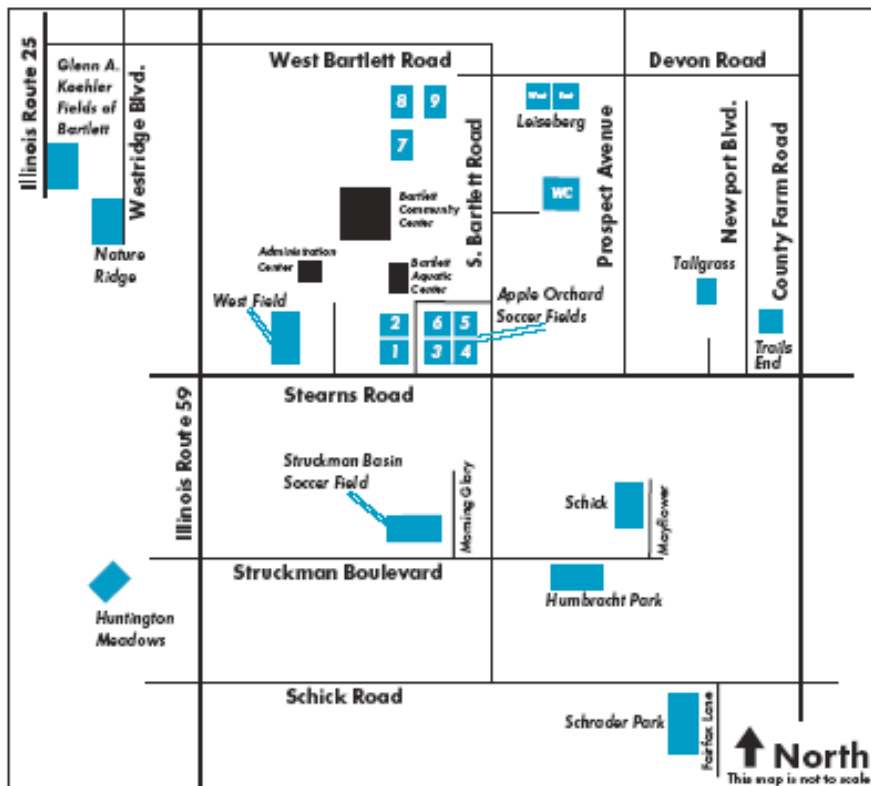 Illinois Route 25
Glenn A.
Koehler
Fields of
Bartlett
Westridge Blvd.
Nature
Ridge
West Bartlett Road
8
9
7
Bartlett
Community
Center
Administration
Center
Bartlett
Aquatic
Center
West Field
2
6
5
1
3
4
S. Bartlett Road
West
East
Leiseberg
WC
Apple Orchard
Soccer Fields
Prospect Avenue
Devon Road
Newport Blvd.
County Farm Road
Tallgrass
Trails
End
Stearns Road
Illinois Route 59
Struckman Basin
Soccer Field
Morning Glory
Schick
Mayflower
Struckman Boulevard
Humbracht Park
Huntington
Meadows
Schick Road
Schrader Park
Fairfax Lane
North
This map is not to scale